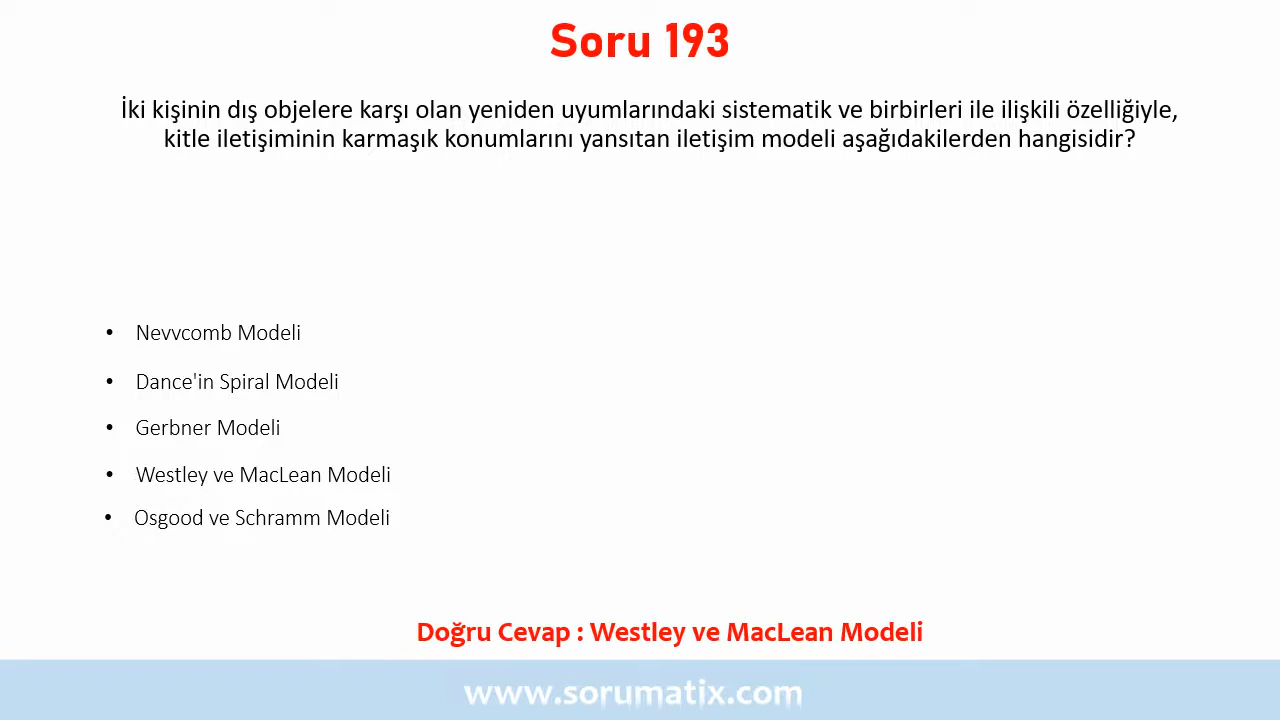 Soru 193
İki kişinin dış objelere karşı olan yeniden uyumlarındaki sistematik ve birbirleri ile ilişkili özelliğiyle,
kitle iletişiminin karmaşık konumlarını yansıtan iletişim modeli aşağıdakilerden hangisidir?
• Nevvcomb Modeli
• Dance'in Spiral Modeli
• Gerbner Modeli
• Westley ve MacLean Modeli
• Osgood ve Schramm Modeli
Doğru Cevap : Westley ve MacLean Modeli
www.sorumatix.com